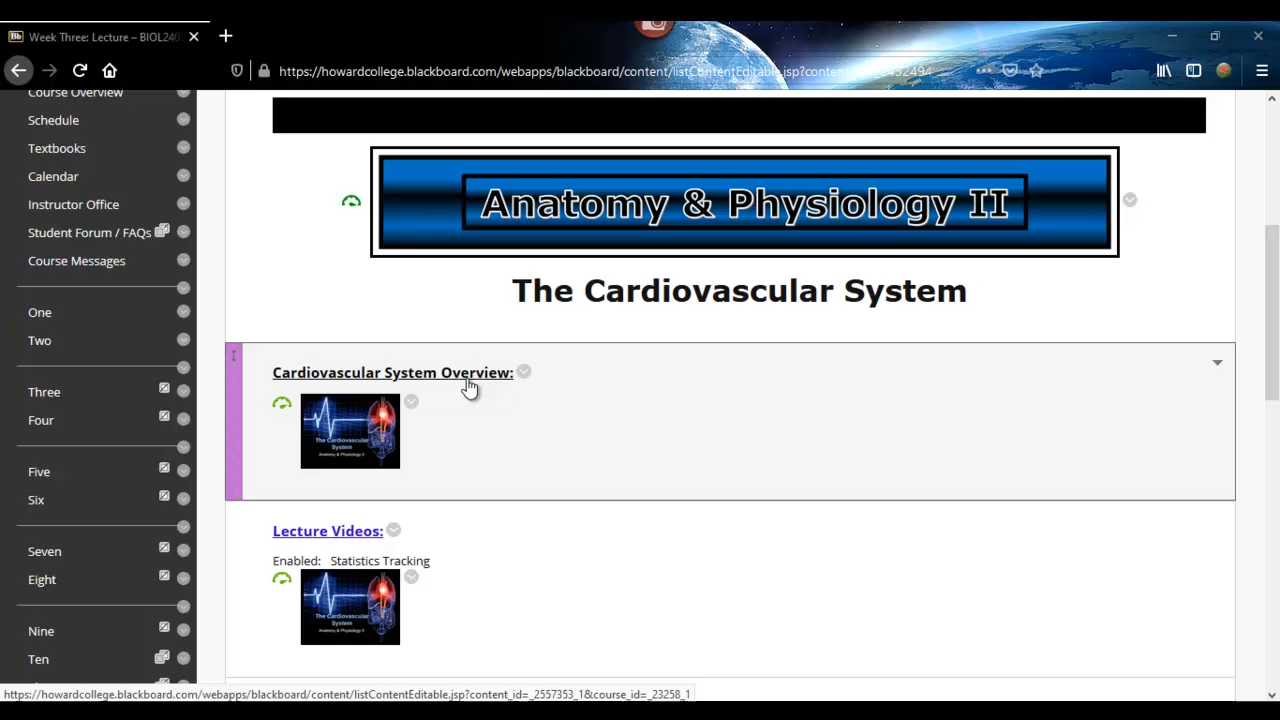 Week Three: Lecture – BIOL240
https://howardcollege.blackboard.com/webapps/blackboard/content/listContentEditable.jsp?content_id=_2432494
Course Overview
Schedule
Textbooks
Calendar
Instructor Office
Student Forum / FAQs
Course Messages
One
Two
Three
Four
Five
Six
Seven
Eight
Nine
Ten
Anatomy & Physiology II
The Cardiovascular System
Cardiovascular System Overview:
The Cardiovascular
System
Anatomy & Physiology II
Lecture Videos:
Enabled: Statistics Tracking
The Cardiovascular
System
Anatomy & Physiology II
https://howardcollege.blackboard.com/webapps/blackboard/content/listContentEditable.jsp?content_id=_2557353_1&course_id=_23258_1